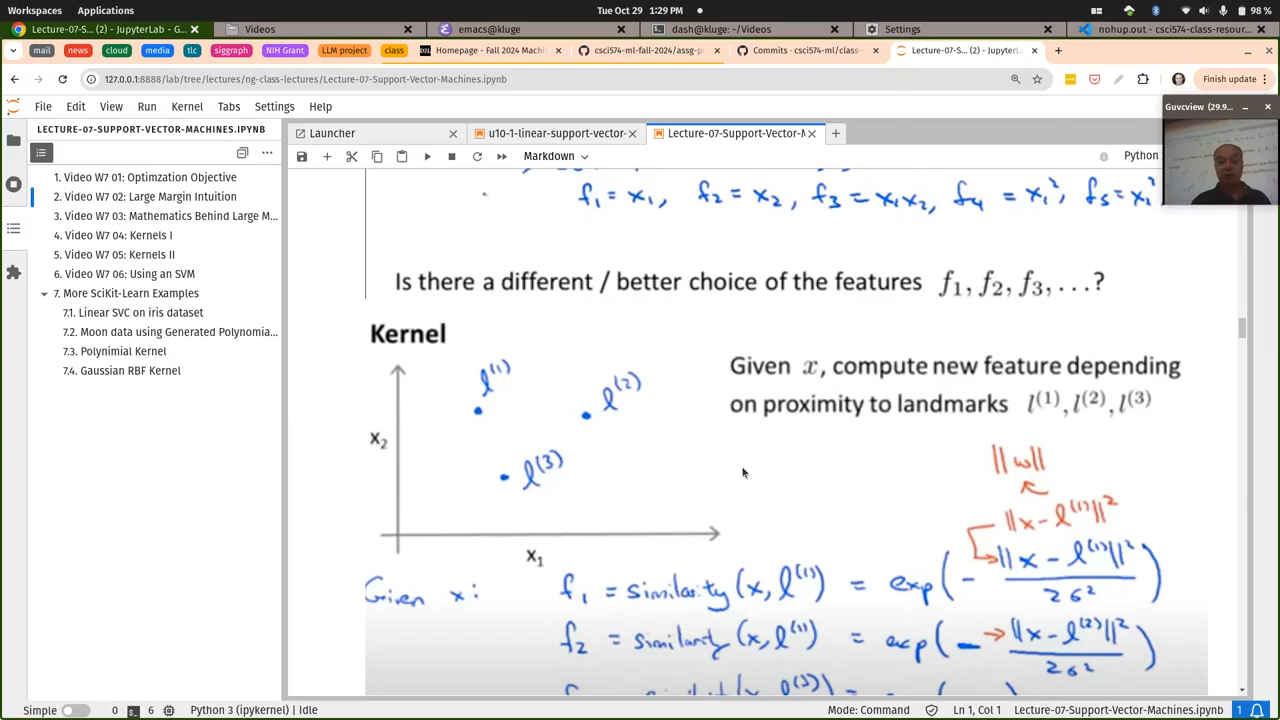 Workspaces Applications Tue Oct 29 1:29 PM 98 %
Lecture-07-S... (2) - JupyterLab - G... Videos emacs@kluge dash@kluge: ~/Videos Settings nohup.out - csci574-class-resour...
mail news cloud media tlc siggraph NIH Grant LLM project class Homepage - Fall 2024 Machin csci574-ml-fall-2024/assg-p Commits · csci574-ml/class- Lecture-07-S... (2) - JupyterL
127.0.0.1:8888/lab/tree/lectures/ng-class-lectures/Lecture-07-Support-Vector-Machines.ipynb Finish update
File Edit View Run Kernel Tabs Settings Help
Guvcview (29.9
LECTURE-07-SUPPORT-VECTOR-MACHINES.IPYNB
Launcher u10-1-linear-support-vector- Lecture-07-Support-Vector-M
Markdown Python
1. Video W7 01: Optimzation Objective
2. Video W7 02: Large Margin Intuition
3. Video W7 03: Mathematics Behind Large M...
4. Video W7 04: Kernels I
5. Video W7 05: Kernels II
6. Video W7 06: Using an SVM
7. More SciKit-Learn Examples
7.1. Linear SVC on iris dataset
7.2. Moon data using Generated Polynomia...
7.3. Polynimial Kernel
7.4. Gaussian RBF Kernel
f₁ = x₁, f₂ = x₂, f₃ = x₁x₂, f₄ = x₁², f₅ = x₂²
Is there a different / better choice of the features f₁, f₂, f₃, …?
Kernel
l⁽¹⁾
l⁽²⁾
l⁽³⁾
x₂
x₁
Given x, compute new feature depending
on proximity to landmarks l⁽¹⁾, l⁽²⁾, l⁽³⁾
||w||
||x - l⁽¹⁾||²
Given x: f₁ = similarity(x, l⁽¹⁾) = exp(- ||x - l⁽¹⁾||² / 2σ²)
f₂ = similarity(x, l⁽¹⁾) = exp(- ||x - l⁽²⁾||² / 2σ²)
(x, l⁽³⁾) =
Simple 0 6 Python 3 (ipykernel) | Idle Mode: Command Ln 1, Col 1 Lecture-07-Support-Vector-Machines.ipynb 1